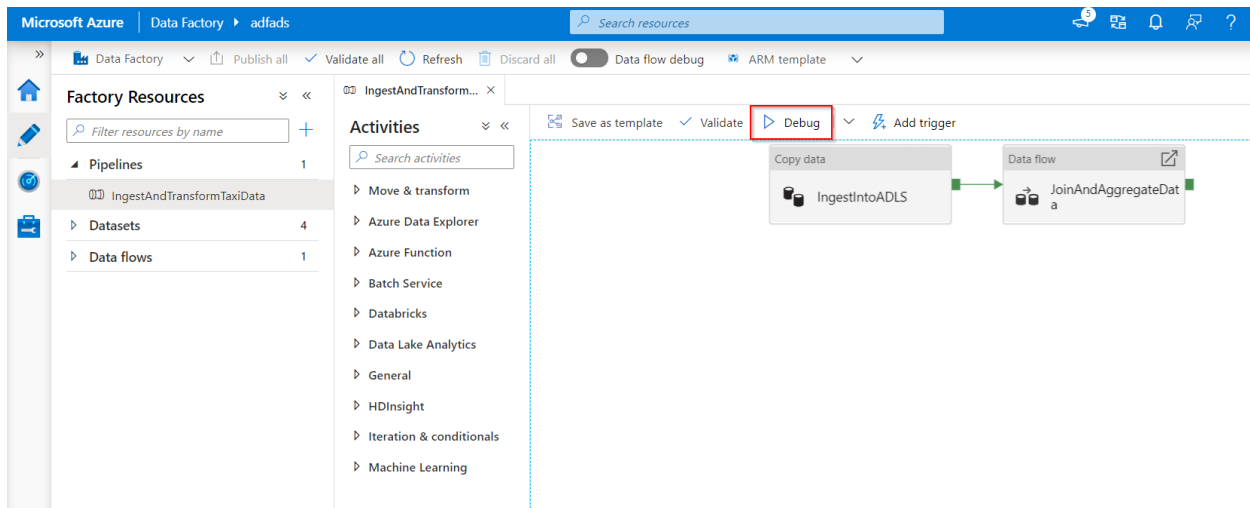 Microsoft Azure
Data Factory
adfads
Search resources
5
?
Data Factory
Publish all
Validate all
Refresh
Discard all
Data flow debug
ARM template
Factory Resources
Filter resources by name
Pipelines 1
IngestAndTransformTaxiData
Datasets 4
Data flows 1
IngestAndTransform...
Activities
Search activities
Move & transform
Azure Data Explorer
Azure Function
Batch Service
Databricks
Data Lake Analytics
General
HDInsight
Iteration & conditionals
Machine Learning
Save as template
Validate
Debug
Add trigger
Copy data
IngestIntoADLS
Data flow
JoinAndAggregateDat
a